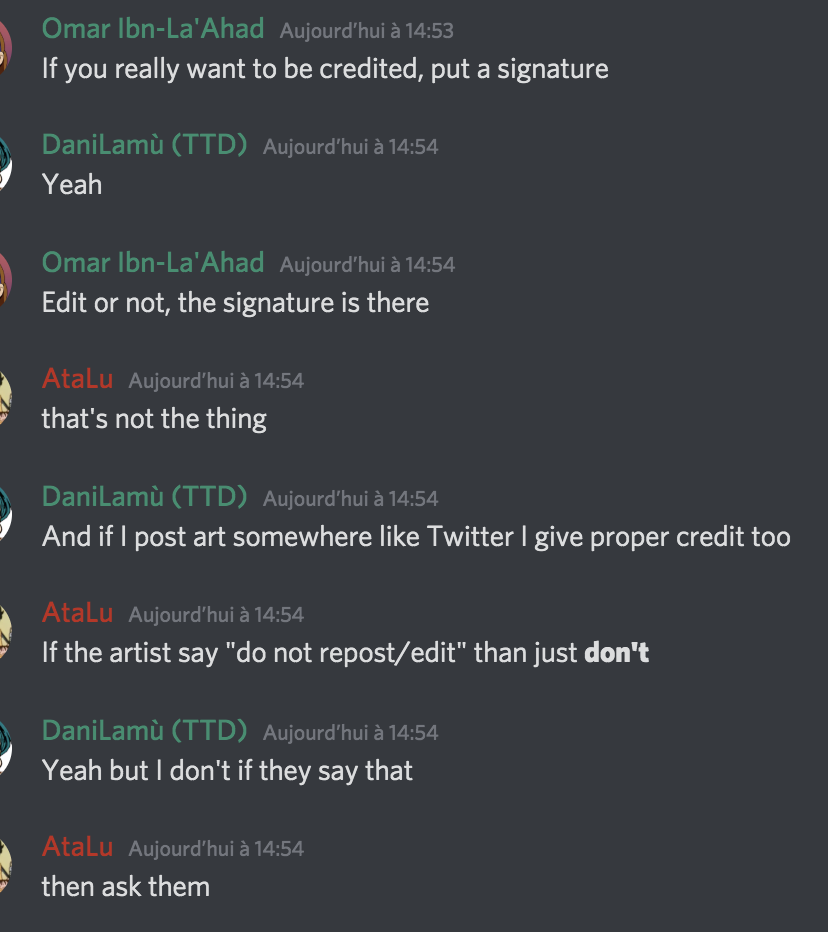 Omar Ibn-La'Ahad Aujourd’hui à 14:53
If you really want to be credited, put a signature
DaniLamù (TTD) Aujourd’hui à 14:54
Yeah
Omar Ibn-La'Ahad Aujourd’hui à 14:54
Edit or not, the signature is there
AtaLu Aujourd’hui à 14:54
that's not the thing
DaniLamù (TTD) Aujourd’hui à 14:54
And if I post art somewhere like Twitter I give proper credit too
AtaLu Aujourd’hui à 14:54
If the artist say "do not repost/edit" than just don't
DaniLamù (TTD) Aujourd’hui à 14:54
Yeah but I don't if they say that
AtaLu Aujourd’hui à 14:54
then ask them